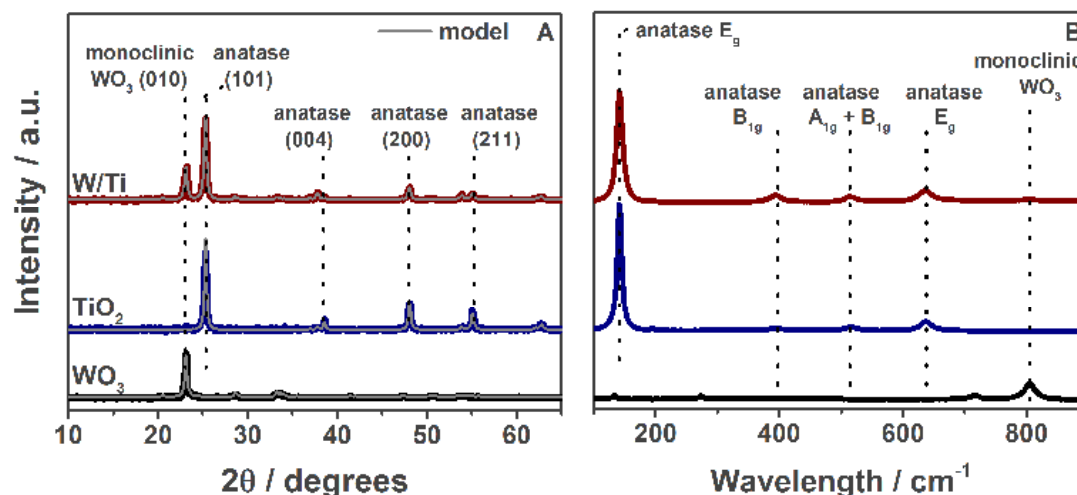 model A
monoclinic anatase
WO₃ (010) (101)
anatase anatase anatase
(004) (200) (211)
W/Ti
TiO₂
WO₃
10 20 30 40 50 60
2θ / degrees
Intensity / a.u.
B
anatase E_g
monoclinic
WO₃
anatase anatase anatase
B₁g A₁g + B₁g E_g
200 400 600 800
Wavelength / cm⁻¹